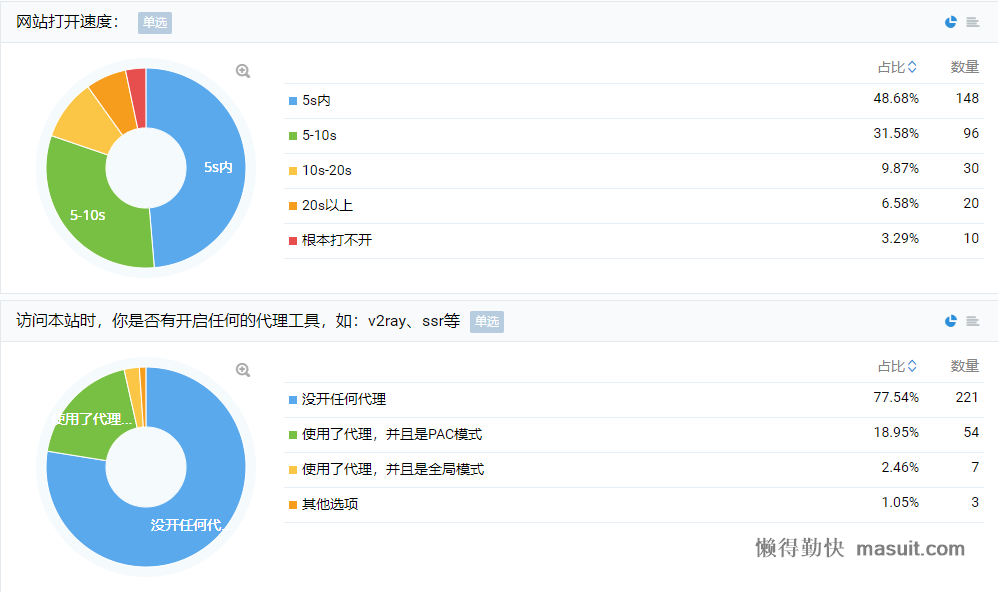 网站打开速度： 单选
占比 数量
5s内 48.68% 148
5-10s 31.58% 96
10s-20s 9.87% 30
20s以上 6.58% 20
根本打不开 3.29% 10
5s内
5-10s
访问本站时，你是否有开启任何的代理工具，如：v2ray、ssr等 单选
占比 数量
没开任何代理 77.54% 221
使用了代理，并且是PAC模式 18.95% 54
使用了代理，并且是全局模式 2.46% 7
其他选项 1.05% 3
使用了代理...
没开任何代...
懒得勤快 masuit.com